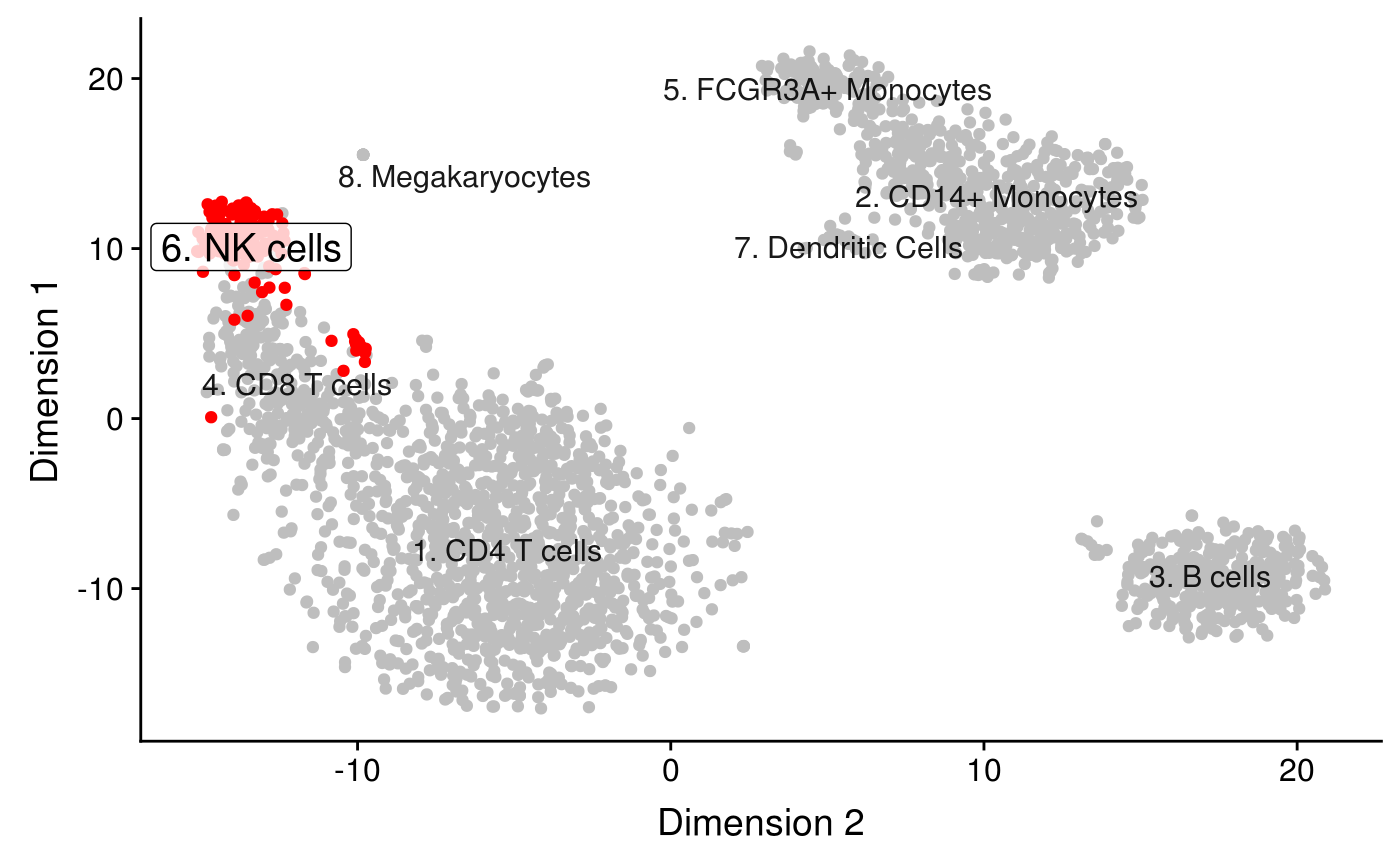 20
10
0
-10
Dimension 1
5. FCGR3A+ Monocytes
8. Megakaryocytes
2. CD14+ Monocytes
6. NK cells
7. Dendritic Cells
4. CD8 T cells
1. CD4 T cells
3. B cells
-10 0 10 20
Dimension 2